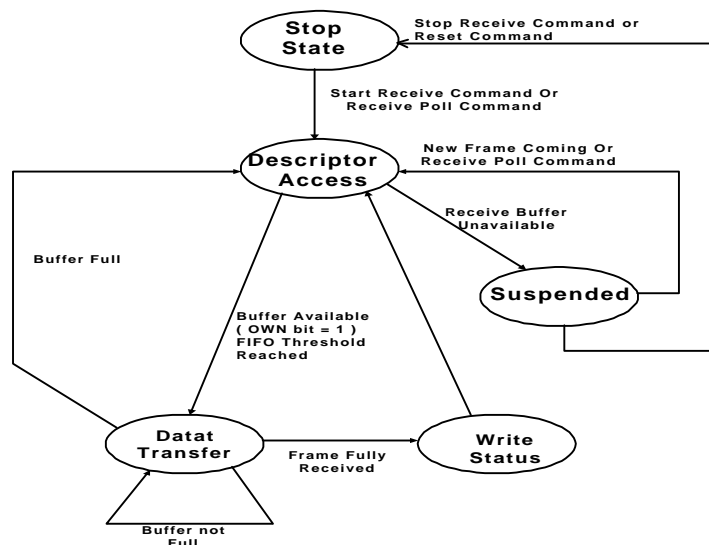 Stop
State
Stop Receive Command or
Reset Command
Start Receive Command Or
Receive Poll Command
Descriptor
Access
New Frame Coming Or
Receive Poll Command
Receive Buffer
Unavailable
Buffer Full
Suspended
Buffer Available
( OWN bit = 1 )
FIFO Threshold
Reached
Datat
Transfer
Frame Fully
Received
Write
Status
Buffer not
Full